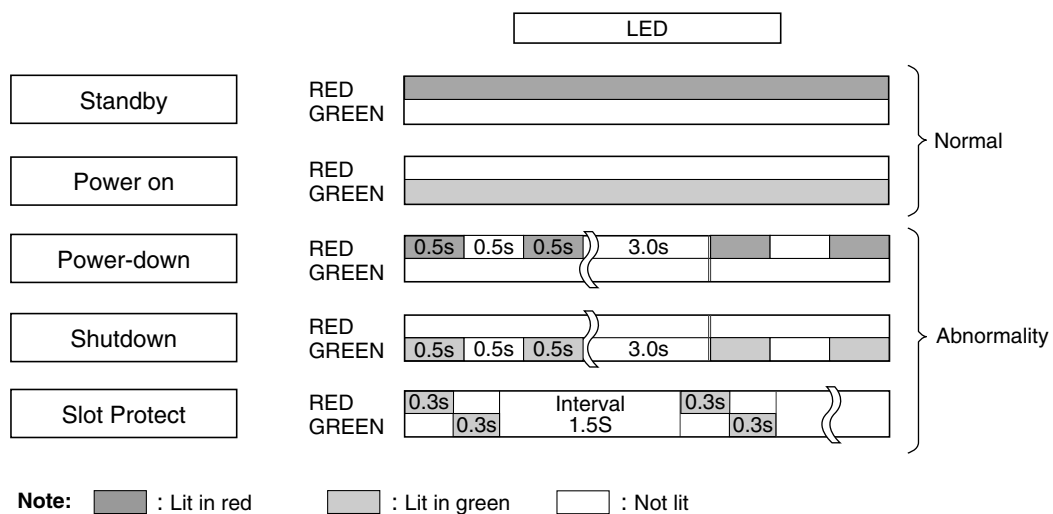 LED
Standby
RED
GREEN
Normal
Power on
RED
GREEN
Power-down
RED 0.5s 0.5s 0.5s 3.0s
GREEN
Shutdown
RED
GREEN 0.5s 0.5s 0.5s 3.0s
Abnormality
Slot Protect
RED 0.3s Interval 0.3s
GREEN 0.3s 1.5S 0.3s
Note: : Lit in red : Lit in green : Not lit